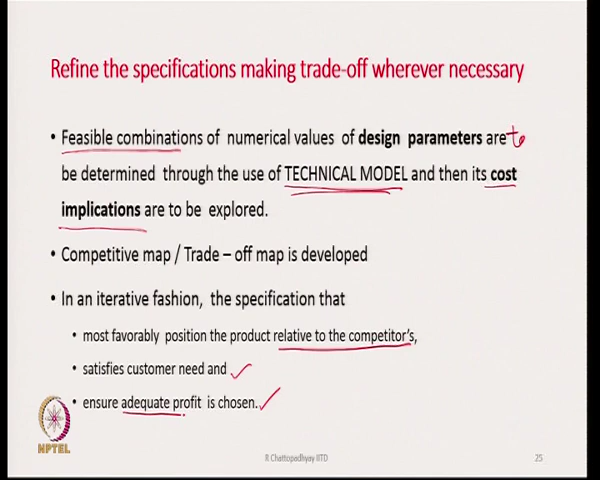 Refine the specifications making trade-off wherever necessary
• Feasible combinations of numerical values of design parameters are to
be determined through the use of TECHNICAL MODEL and then its cost
implications are to be explored.
• Competitive map / Trade – off map is developed
• In an iterative fashion, the specification that
• most favorably position the product relative to the competitor's,
• satisfies customer need and
• ensure adequate profit is chosen.
NPTEL
R Chattopadhyay IITD
25